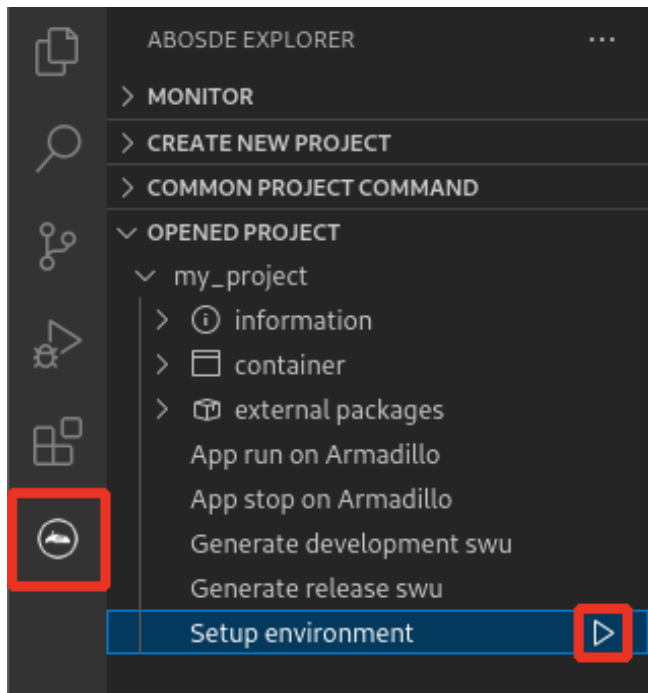 ABOSDE EXPLORER
MONITOR
CREATE NEW PROJECT
COMMON PROJECT COMMAND
OPENED PROJECT
my_project
information
container
external packages
App run on Armadillo
App stop on Armadillo
Generate development swu
Generate release swu
Setup environment